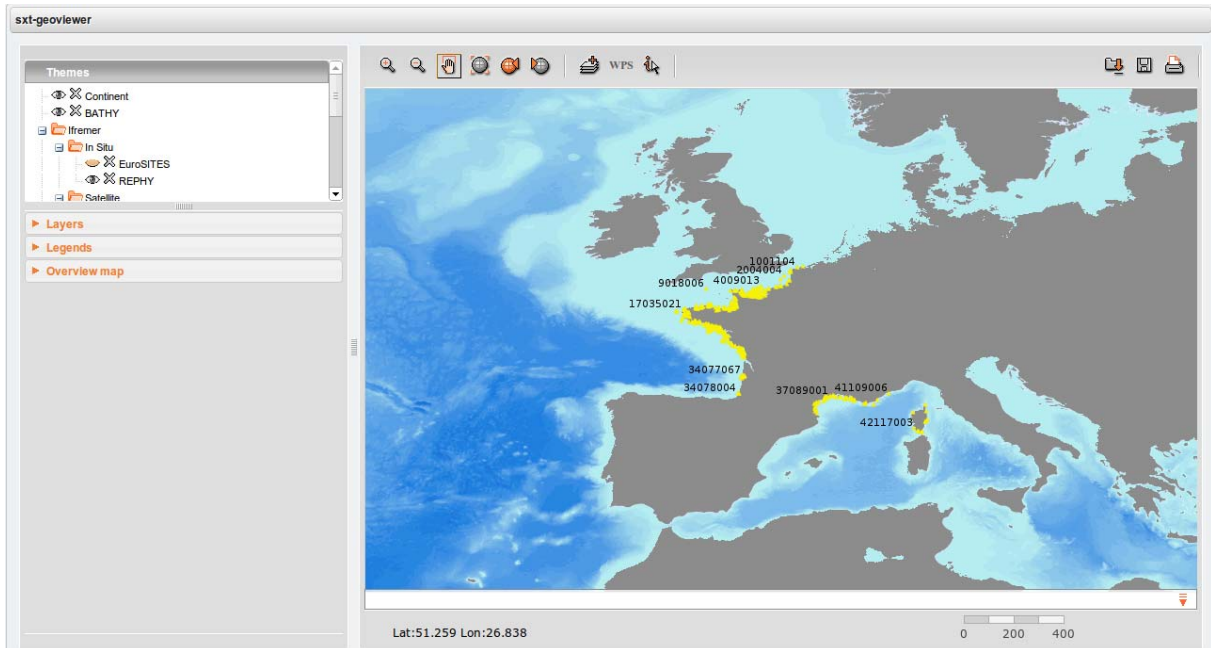 sxt-geoviewer
Themes
Continent
BATHY
Ifremer
In Situ
EuroSITES
REPHY
Satellite
Layers
Legends
Overview map
WPS
1001104
2004004
9018006
4009013
17035021
34077067
34078004
37089001
41109006
42117003
Lat:51.259 Lon:26.838
0 200 400